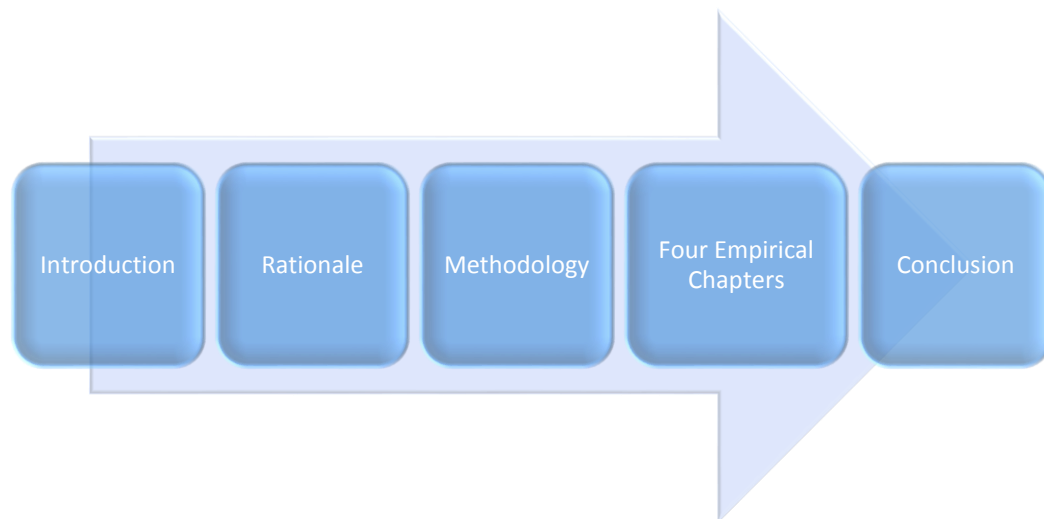 Introduction
Rationale
Methodology
Four Empirical
Chapters
Conclusion